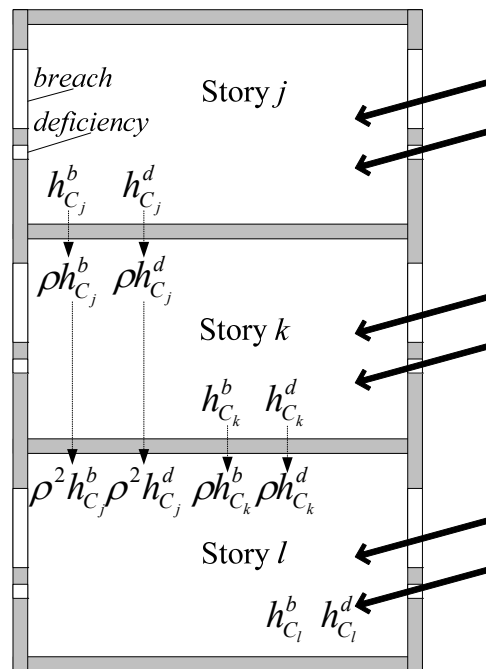 breach
Story j
deficiency
h^b_{C_j} h^d_{C_j}
ρh^b_{C_j} ρh^d_{C_j}
Story k
h^b_{C_k} h^d_{C_k}
ρ^2h^b_{C_j} ρ^2h^d_{C_j} ρh^b_{C_k} ρh^d_{C_k}
Story l
h^b_{C_l} h^d_{C_l}